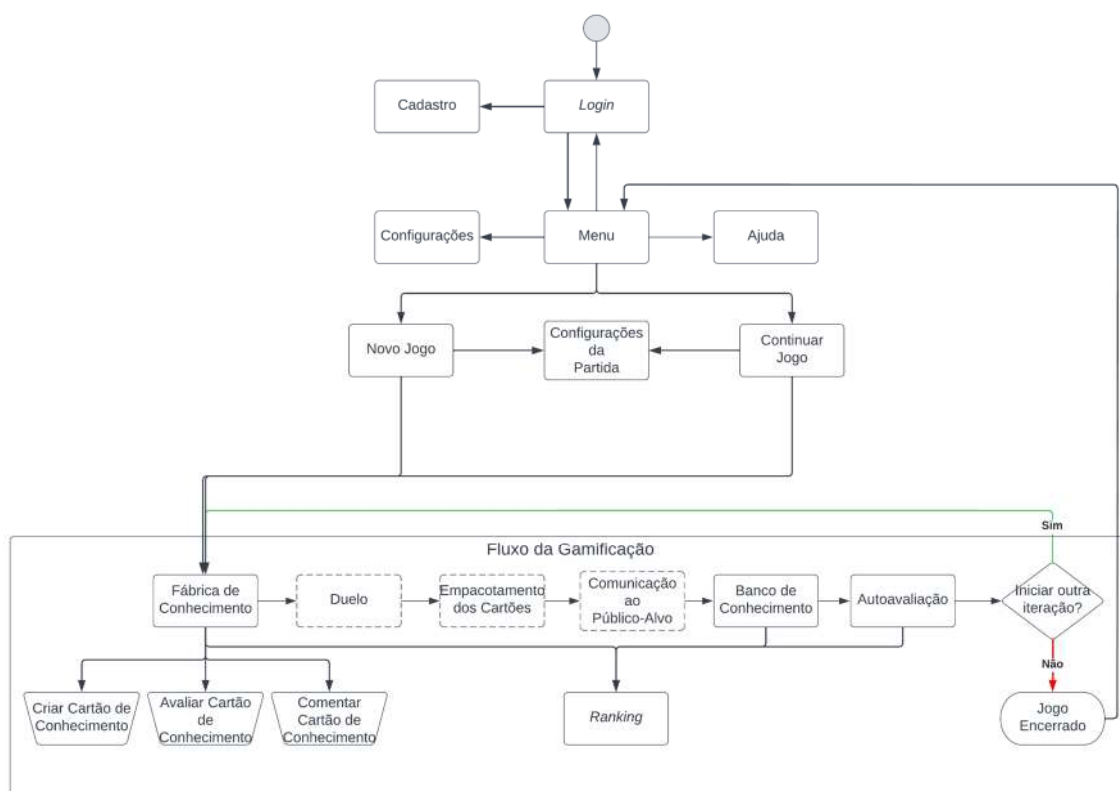 Cadastro
Login
Configurações
Menu
Ajuda
Novo Jogo
Configurações
da
Partida
Continuar
Jogo
Sim
Fluxo da Gamificação
Fábrica de
Conhecimento
Duelo
Empacotamento
dos Cartões
Comunicação
ao
Público-Alvo
Banco de
Conhecimento
Autoavaliação
Iniciar outra
iteração?
Não
Criar Cartão de
Conhecimento
Avaliar Cartão
de
Conhecimento
Comentar
Cartão de
Conhecimento
Ranking
Jogo
Encerrado